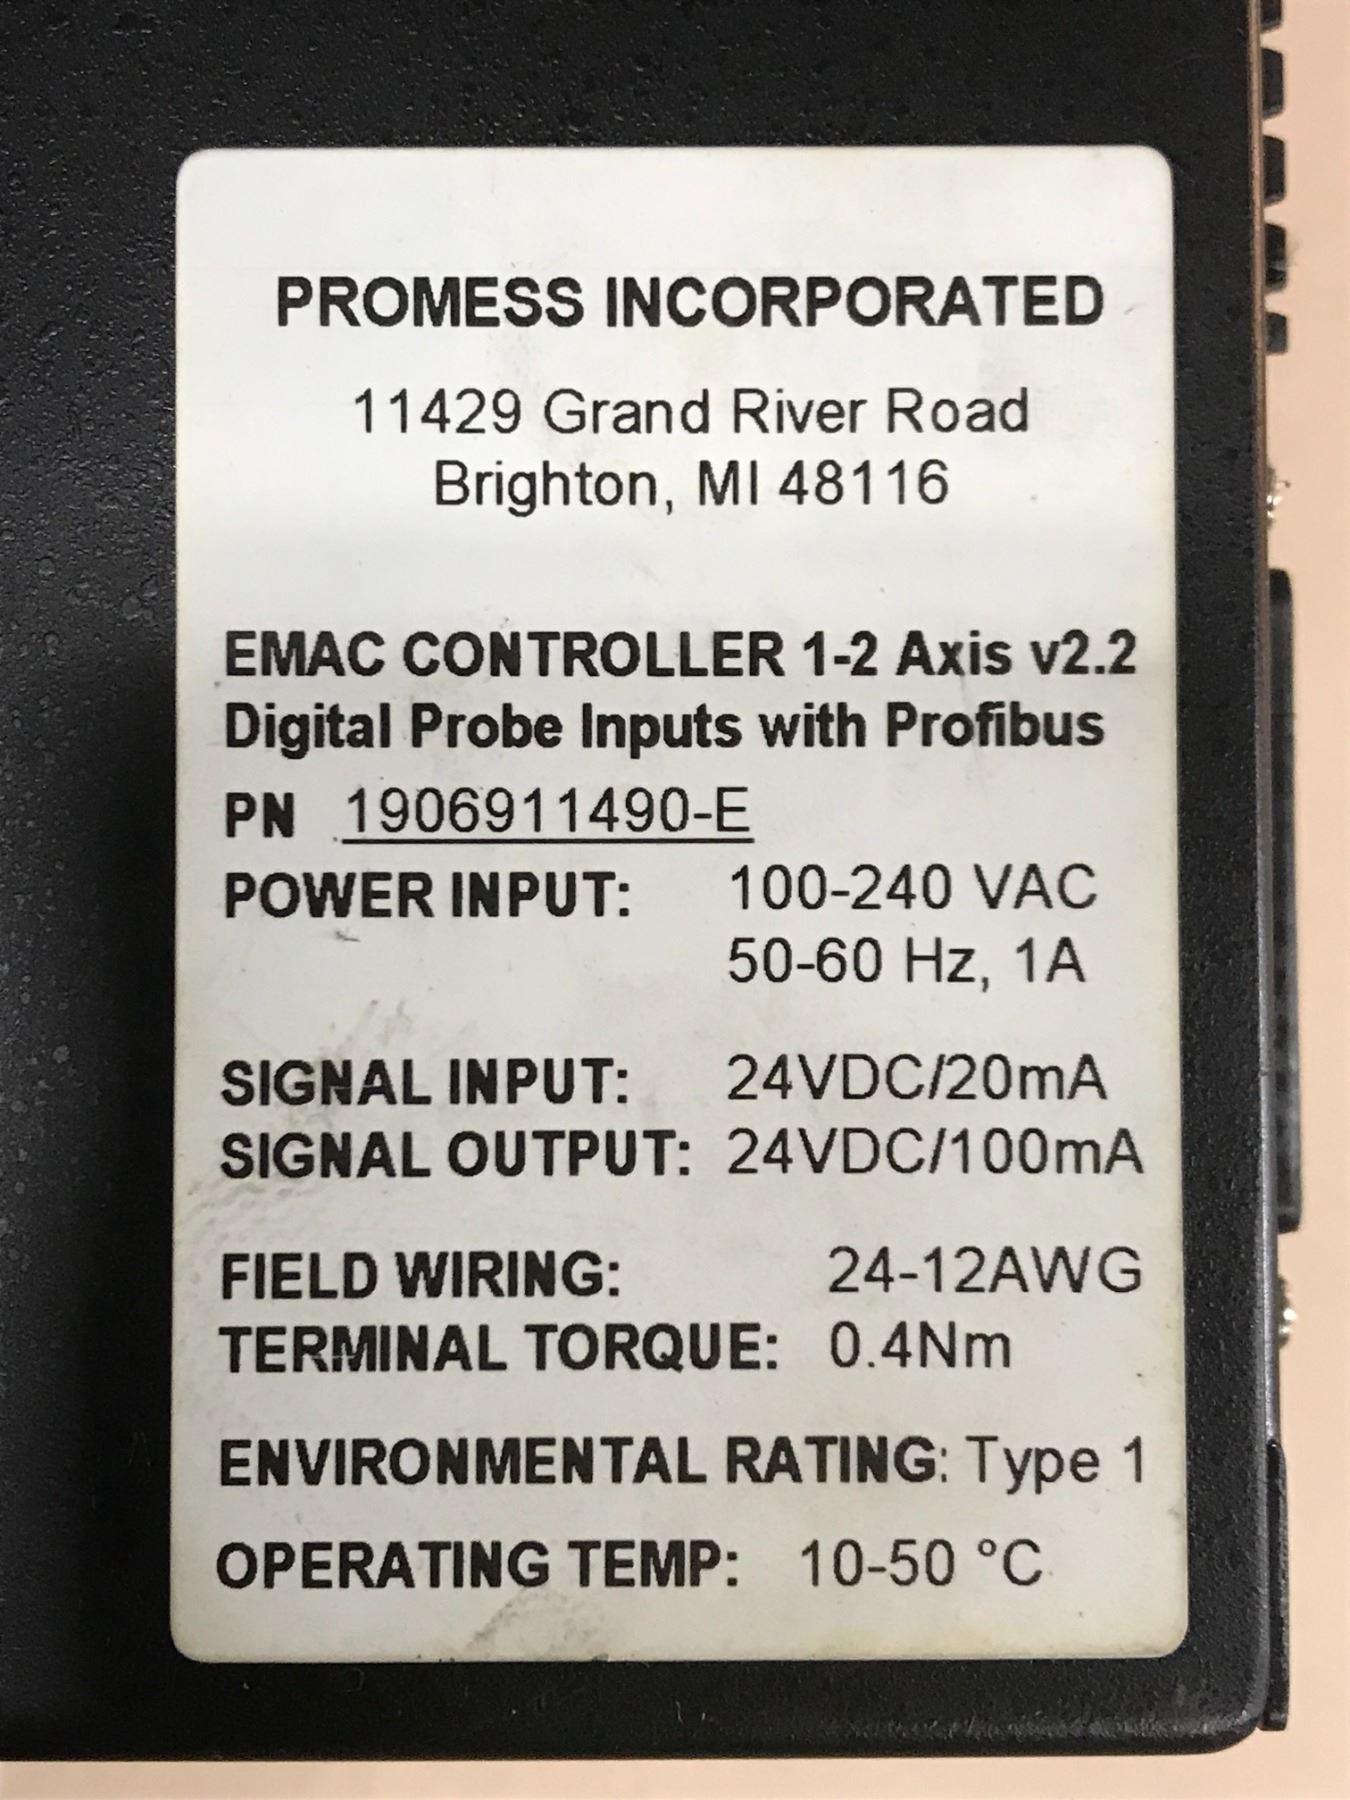 PROMESS INCORPORATED
11429 Grand River Road
Brighton, MI 48116
EMAC CONTROLLER 1-2 Axis v2.2
Digital Probe Inputs with Profibus
PN 1906911490-E
POWER INPUT: 100-240 VAC
50-60 Hz, 1A
SIGNAL INPUT: 24VDC/20mA
SIGNAL OUTPUT: 24VDC/100mA
FIELD WIRING: 24-12AWG
TERMINAL TORQUE: 0.4Nm
ENVIRONMENTAL RATING: Type 1
OPERATING TEMP: 10-50 °C